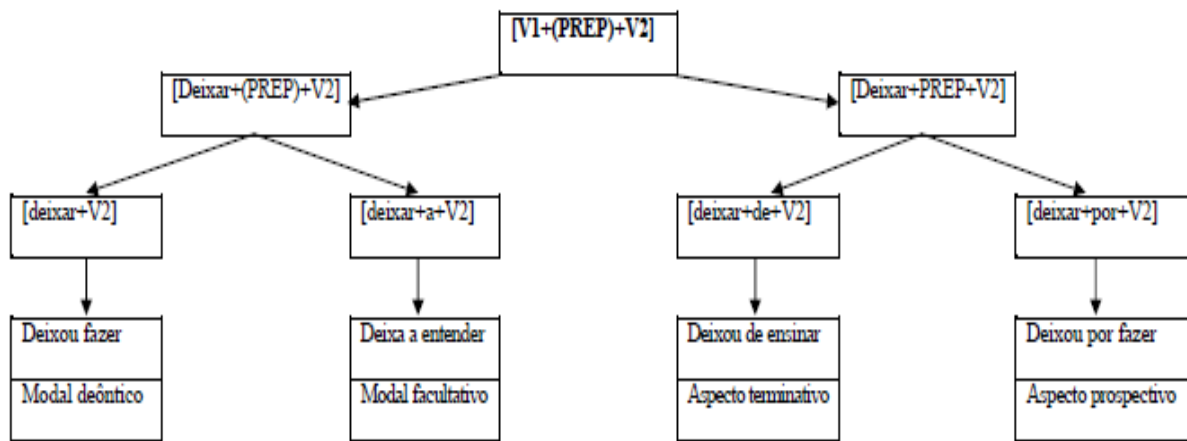 [V1+(PREP)+V2]
[Deixar+(PREP)+V2]
[Deixar+PREP+V2]
[deixar+V2]
[deixar+a+V2]
[deixar+de+V2]
[deixar+por+V2]
Deixou fazer
Deixa a entender
Deixou de ensinar
Deixou por fazer
Modal deôntico
Modal facultativo
Aspecto terminativo
Aspecto prospectivo